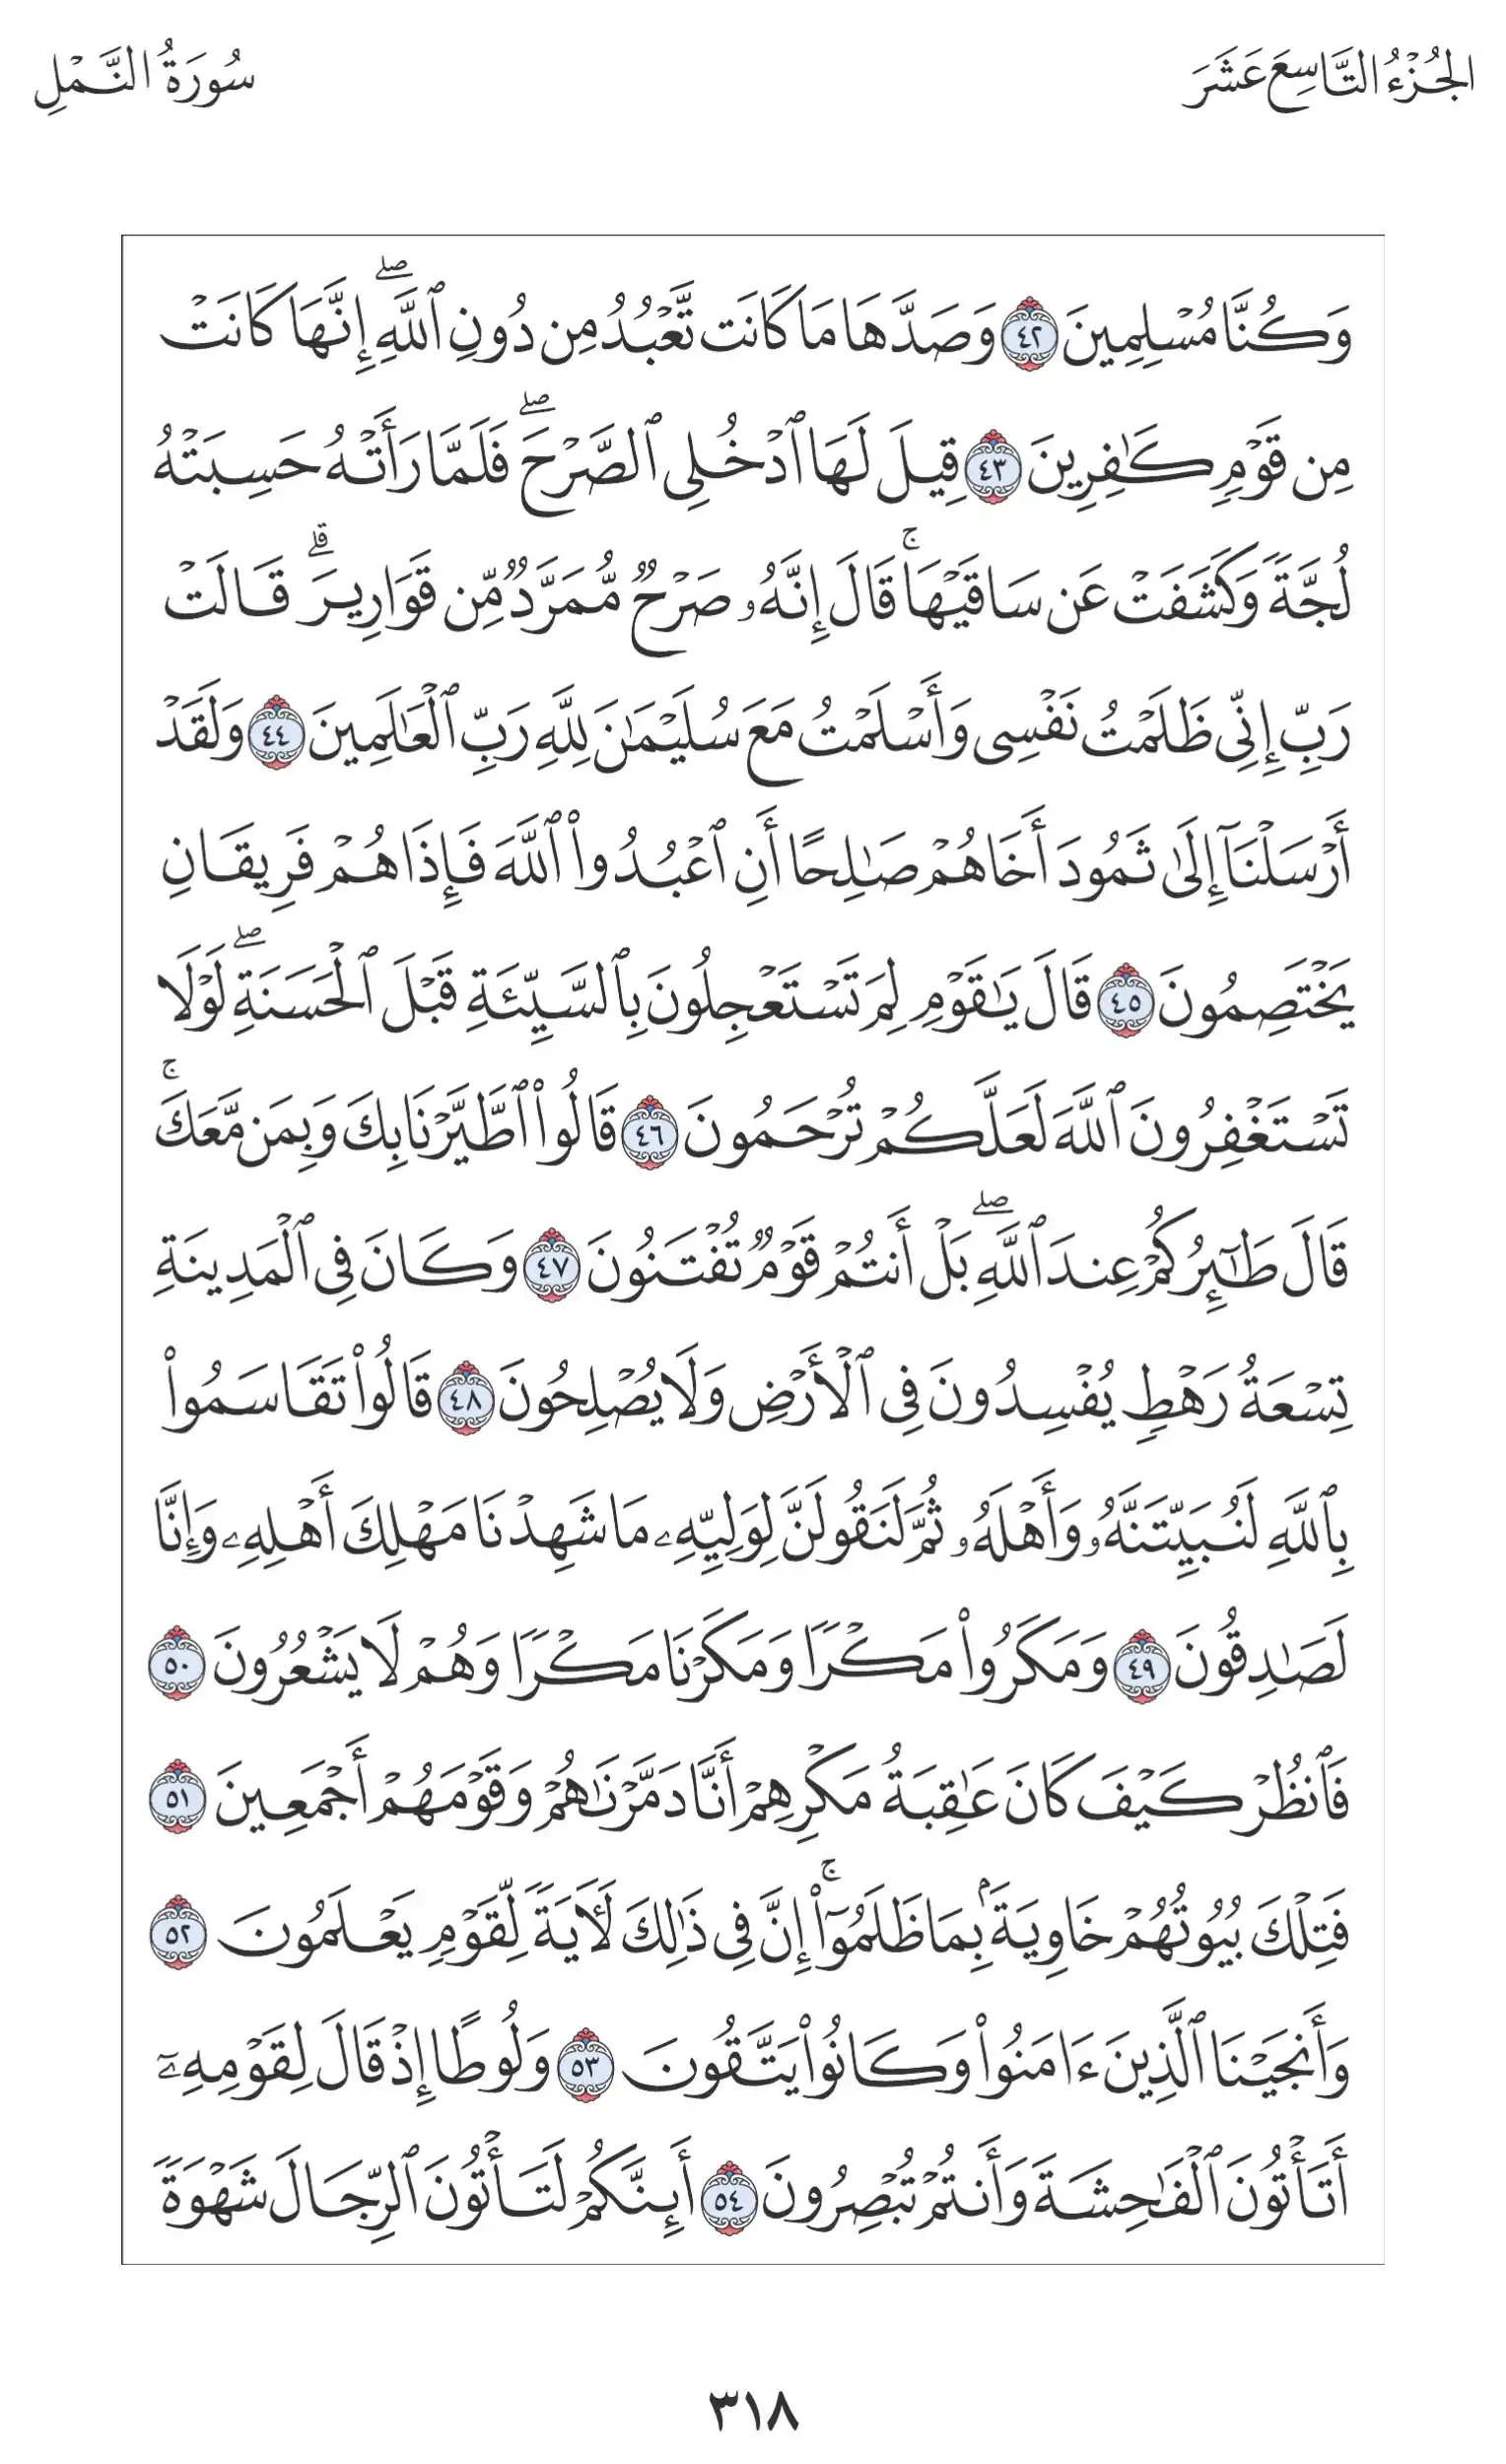 الجُزْءُ التَّاسِعَ عَشَرَ
سُورَةُ النَّمْلِ
وَكُنَّا مُسْلِمِينَ ٤٢ وَصَدَّهَا مَا كَانَت تَّعْبُدُ مِن دُونِ ٱللَّهِۖ إِنَّهَا كَانَتْ
مِن قَوْمٍ كَٰفِرِينَ ٤٣ قِيلَ لَهَا ٱدْخُلِى ٱلصَّرْحَۖ فَلَمَّا رَأَتْهُ حَسِبَتْهُ
لُجَّةً وَكَشَفَتْ عَن سَاقَيْهَاۚ قَالَ إِنَّهُۥ صَرْحٌ مُّمَرَّدٌ مِّن قَوَارِيرَۗ قَالَتْ
رَبِّ إِنِّى ظَلَمْتُ نَفْسِى وَأَسْلَمْتُ مَعَ سُلَيْمَٰنَ لِلَّهِ رَبِّ ٱلْعَٰلَمِينَ ٤٤ وَلَقَدْ
أَرْسَلْنَآ إِلَىٰ ثَمُودَ أَخَاهُمْ صَٰلِحًا أَنِ ٱعْبُدُوا۟ ٱللَّهَ فَإِذَا هُمْ فَرِيقَانِ
يَخْتَصِمُونَ ٤٥ قَالَ يَٰقَوْمِ لِمَ تَسْتَعْجِلُونَ بِٱلسَّيِّئَةِ قَبْلَ ٱلْحَسَنَةِۖ لَوْلَا
تَسْتَغْفِرُونَ ٱللَّهَ لَعَلَّكُمْ تُرْحَمُونَ ٤٦ قَالُوا۟ ٱطَّيَّرْنَا بِكَ وَبِمَن مَّعَكَۚ
قَالَ طَٰٓئِرُكُمْ عِندَ ٱللَّهِۖ بَلْ أَنتُمْ قَوْمٌ تُفْتَنُونَ ٤٧ وَكَانَ فِى ٱلْمَدِينَةِ
تِسْعَةُ رَهْطٍ يُفْسِدُونَ فِى ٱلْأَرْضِ وَلَا يُصْلِحُونَ ٤٨ قَالُوا۟ تَقَاسَمُوا۟
بِٱللَّهِ لَنُبَيِّتَنَّهُۥ وَأَهْلَهُۥ ثُمَّ لَنَقُولَنَّ لِوَلِيِّهِۦ مَا شَهِدْنَا مَهْلِكَ أَهْلِهِۦ وَإِنَّا
لَصَٰدِقُونَ ٤٩ وَمَكَرُوا۟ مَكْرًا وَمَكَرْنَا مَكْرًا وَهُمْ لَا يَشْعُرُونَ ٥٠
فَٱنظُرْ كَيْفَ كَانَ عَٰقِبَةُ مَكْرِهِمْ أَنَّا دَمَّرْنَٰهُمْ وَقَوْمَهُمْ أَجْمَعِينَ ٥١
فَتِلْكَ بُيُوتُهُمْ خَاوِيَةًۢ بِمَا ظَلَمُوٓا۟ۚ إِنَّ فِى ذَٰلِكَ لَءَايَةً لِّقَوْمٍ يَعْلَمُونَ ٥٢
وَأَنجَيْنَا ٱلَّذِينَ ءَامَنُوا۟ وَكَانُوا۟ يَتَّقُونَ ٥٣ وَلُوطًا إِذْ قَالَ لِقَوْمِهِۦٓ
أَتَأْتُونَ ٱلْفَٰحِشَةَ وَأَنتُمْ تُبْصِرُونَ ٥٤ أَئِنَّكُمْ لَتَأْتُونَ ٱلرِّجَالَ شَهْوَةً
٣١٨